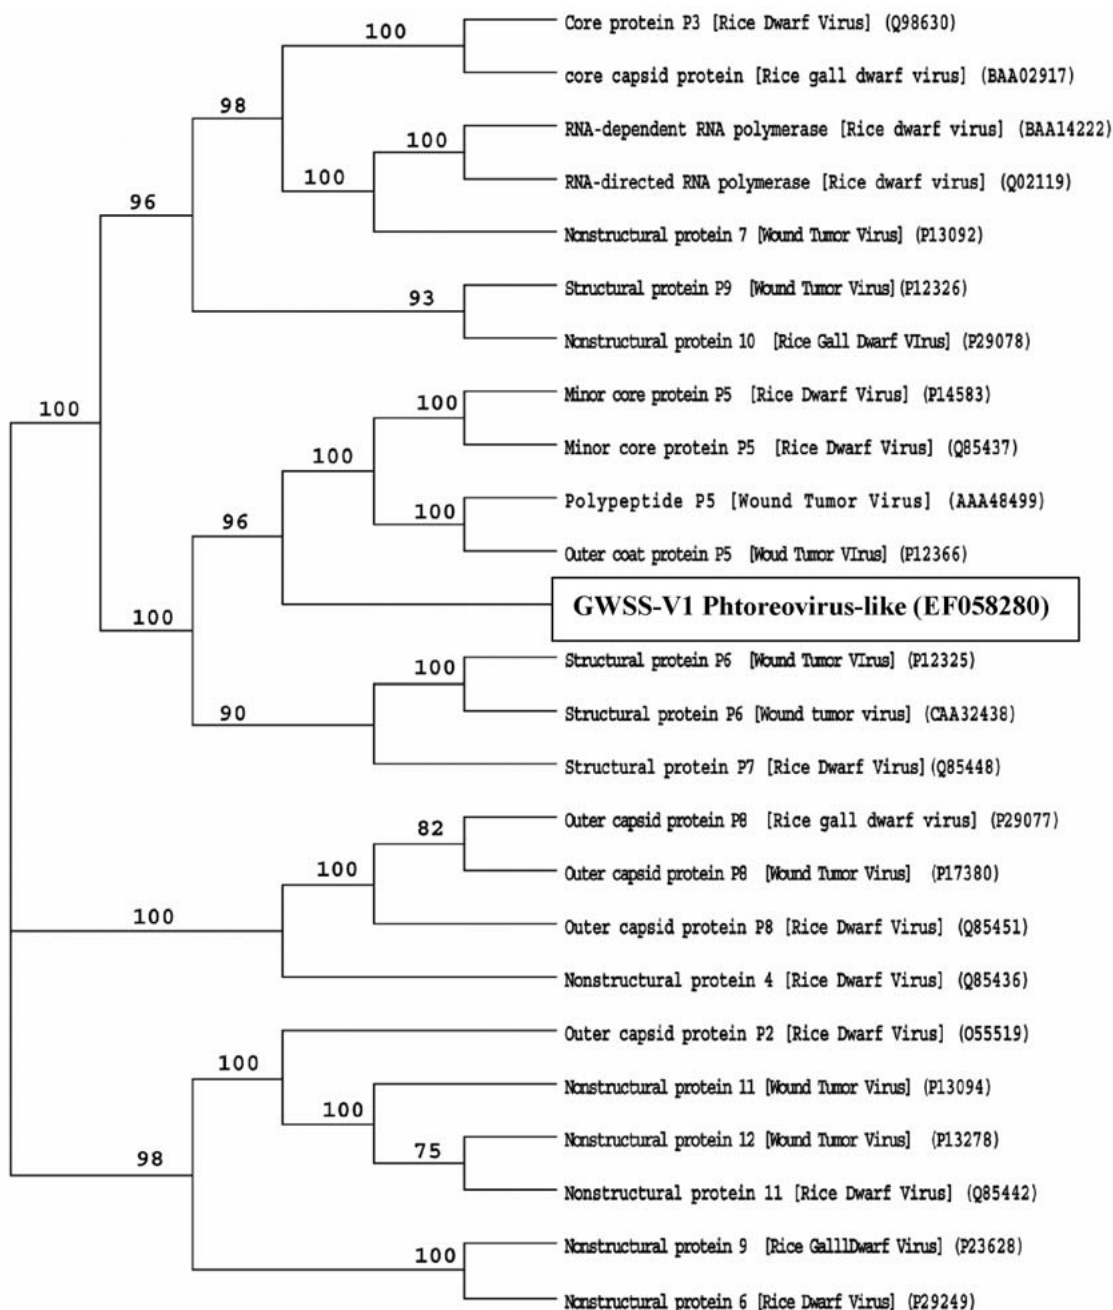 100
Core protein P3 [Rice Dwarf Virus] (Q98630)
core capsid protein [Rice gall dwarf virus] (BAA02917)
98
100
RNA-dependent RNA polymerase [Rice dwarf virus] (BAA14222)
RNA-directed RNA polymerase [Rice dwarf virus] (Q02119)
100
Nonstructural protein 7 [Wound Tumor Virus] (P13092)
96
93
Structural protein P9 [Wound Tumor Virus] (P12326)
Nonstructural protein 10 [Rice Gall Dwarf VIrus] (P29078)
100
100
Minor core protein P5 [Rice Dwarf Virus] (P14583)
Minor core protein P5 [Rice Dwarf Virus] (Q85437)
100
100
Polypeptide P5 [Wound Tumor Virus] (AAA48499)
Outer coat protein P5 [Woud Tumor VIrus] (P12366)
96
GWSS-V1 Phtoreovirus-like (EF058280)
100
100
Structural protein P6 [Wound Tumor VIrus] (P12325)
Structural protein P6 [Wound tumor virus] (CAA32438)
90
Structural protein P7 [Rice Dwarf Virus] (Q85448)
82
Outer capsid protein P8 [Rice gall dwarf virus] (P29077)
Outer capsid protein P8 [Wound Tumor Virus] (P17380)
100
Outer capsid protein P8 [Rice Dwarf Virus] (Q85451)
100
Nonstructural protein 4 [Rice Dwarf Virus] (Q85436)
Outer capsid protein P2 [Rice Dwarf Virus] (O55519)
100
Nonstructural protein 11 [Wound Tumor Virus] (P13094)
100
75
Nonstructural protein 12 [Wound Tumor Virus] (P13278)
Nonstructural protein 11 [Rice Dwarf Virus] (Q85442)
98
100
Nonstructural protein 9 [Rice GalllDwarf Virus] (P23628)
Nonstructural protein 6 [Rice Dwarf Virus] (P29249)